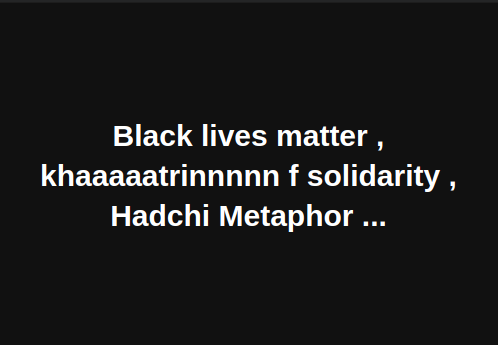 Black lives matter ,
khaaaaatrinnnnn f solidarity ,
Hadchi Metaphor ...